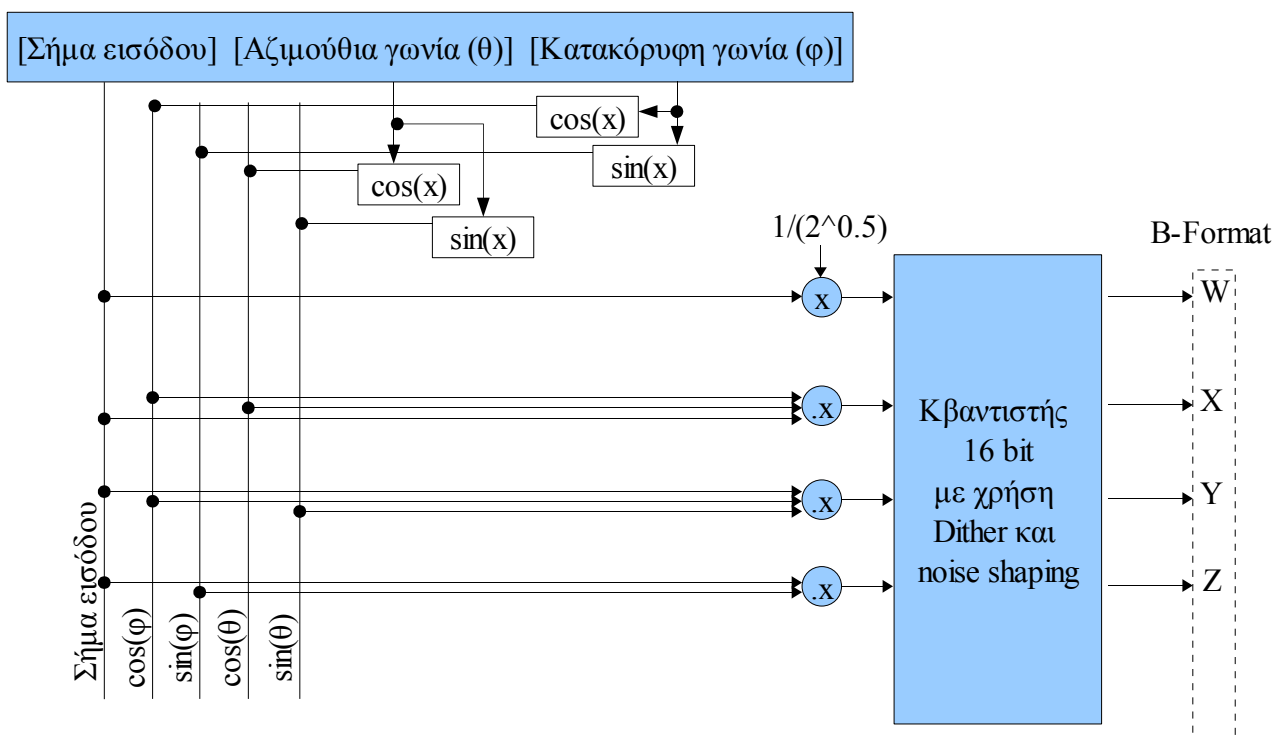 [Σήμα εισόδου] [Αζιμούθια γωνία (θ)] [Κατακόρυφη γωνία (φ)]
cos(x)
sin(x)
cos(x)
sin(x)
1/(2^0.5)
B-Format
x
W
.x
X
.x
Y
.x
Z
Κβαντιστής
16 bit
με χρήση
Dither και
noise shaping
Σήμα εισόδου
cos(φ)
sin(φ)
cos(θ)
sin(θ)